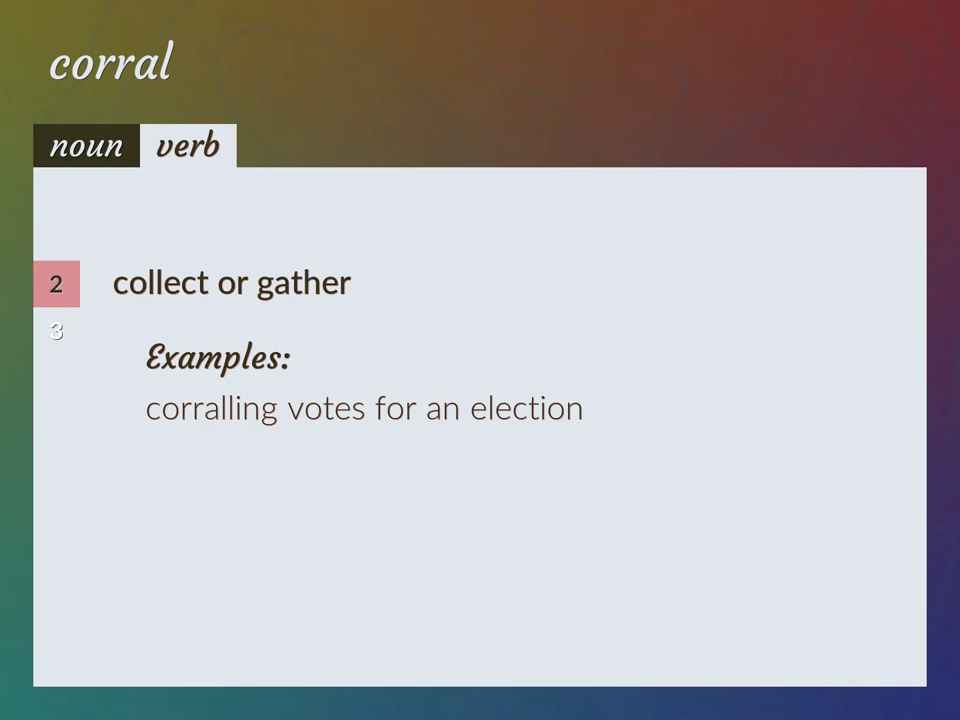 corral
noun verb
2 collect or gather
3
Examples:
corralling votes for an election